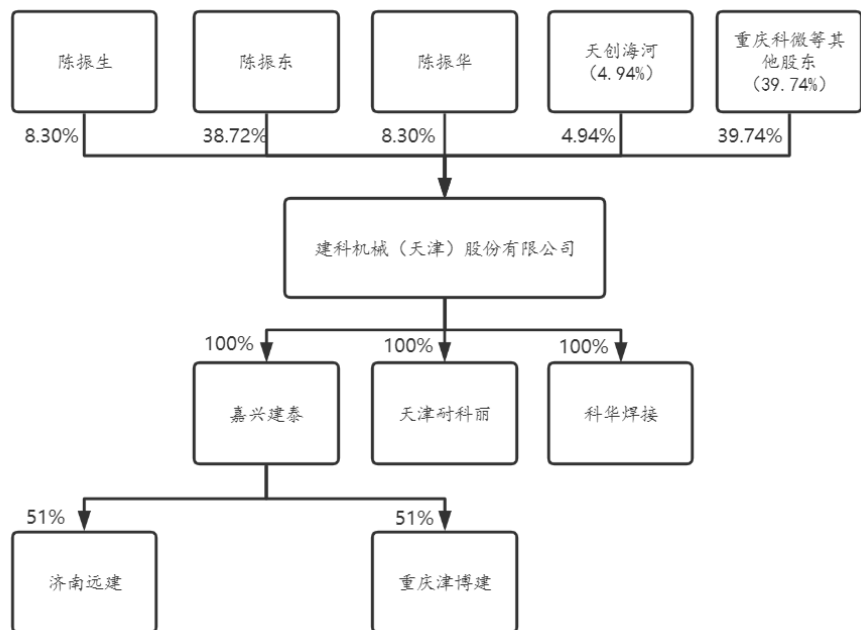 陈振生
陈振东
陈振华
天创海河
（4.94%）
重庆科微等其
他股东
（39.74%）
8.30%
38.72%
8.30%
4.94%
39.74%
建科机械（天津）股份有限公司
100%
100%
100%
嘉兴建泰
天津耐科丽
科华焊接
51%
51%
济南远建
重庆津博建